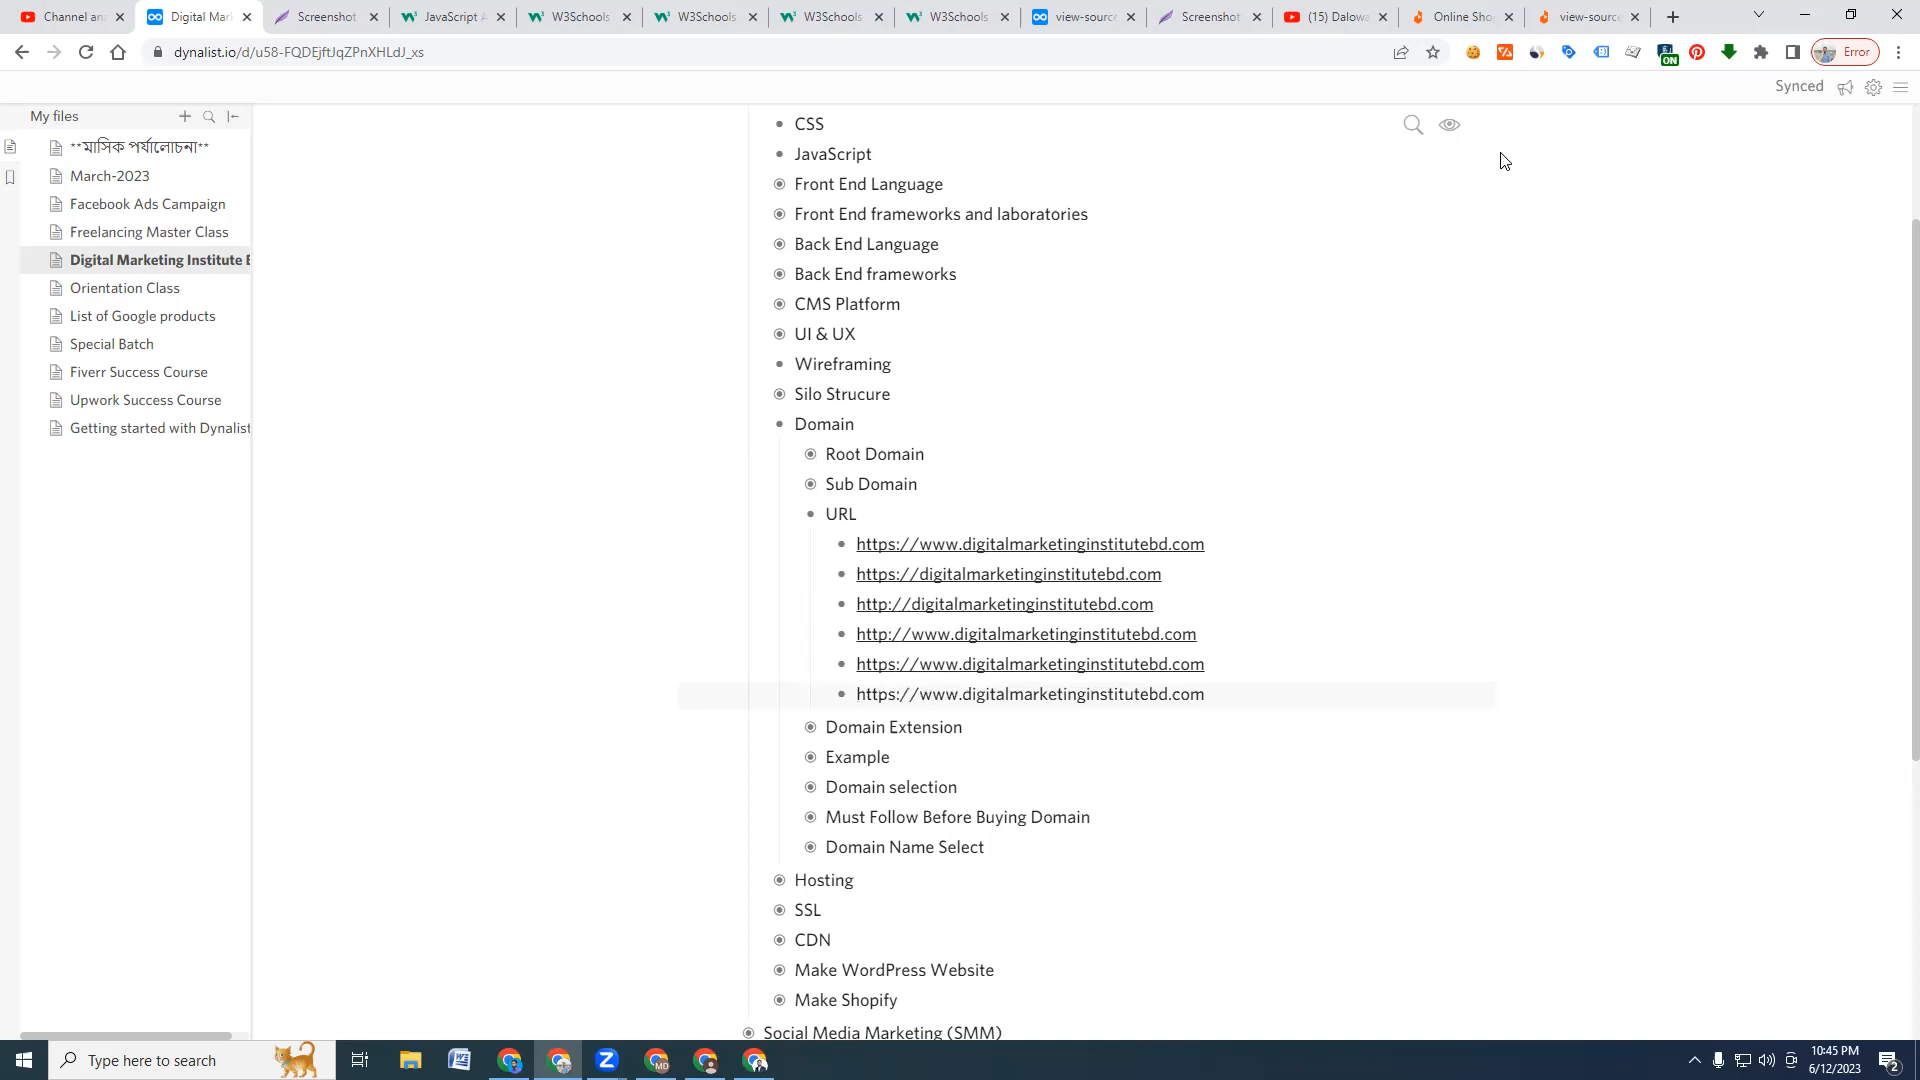 Channel an
Digital Mar
Screenshot
JavaScript A
W3Schools
W3Schools
W3Schools
W3Schools
view-source
Screenshot
(15) Dalowa
Online Sho
view-source
dynalist.io/d/u58-FQDEjftJqZPnXHLdJ_xs
ON
Error
Synced
My files
**মাসিক পর্যালোচনা**
March-2023
Facebook Ads Campaign
Freelancing Master Class
Digital Marketing Institute B
Orientation Class
List of Google products
Special Batch
Fiverr Success Course
Upwork Success Course
Getting started with Dynalist
CSS
JavaScript
Front End Language
Front End frameworks and laboratories
Back End Language
Back End frameworks
CMS Platform
UI & UX
Wireframing
Silo Strucure
Domain
Root Domain
Sub Domain
URL
https://www.digitalmarketinginstitutebd.com
https://digitalmarketinginstitutebd.com
http://digitalmarketinginstitutebd.com
http://www.digitalmarketinginstitutebd.com
https://www.digitalmarketinginstitutebd.com
https://www.digitalmarketinginstitutebd.com
Domain Extension
Example
Domain selection
Must Follow Before Buying Domain
Domain Name Select
Hosting
SSL
CDN
Make WordPress Website
Make Shopify
Social Media Marketing (SMM)
Type here to search
MD
10:45 PM
6/12/2023
2